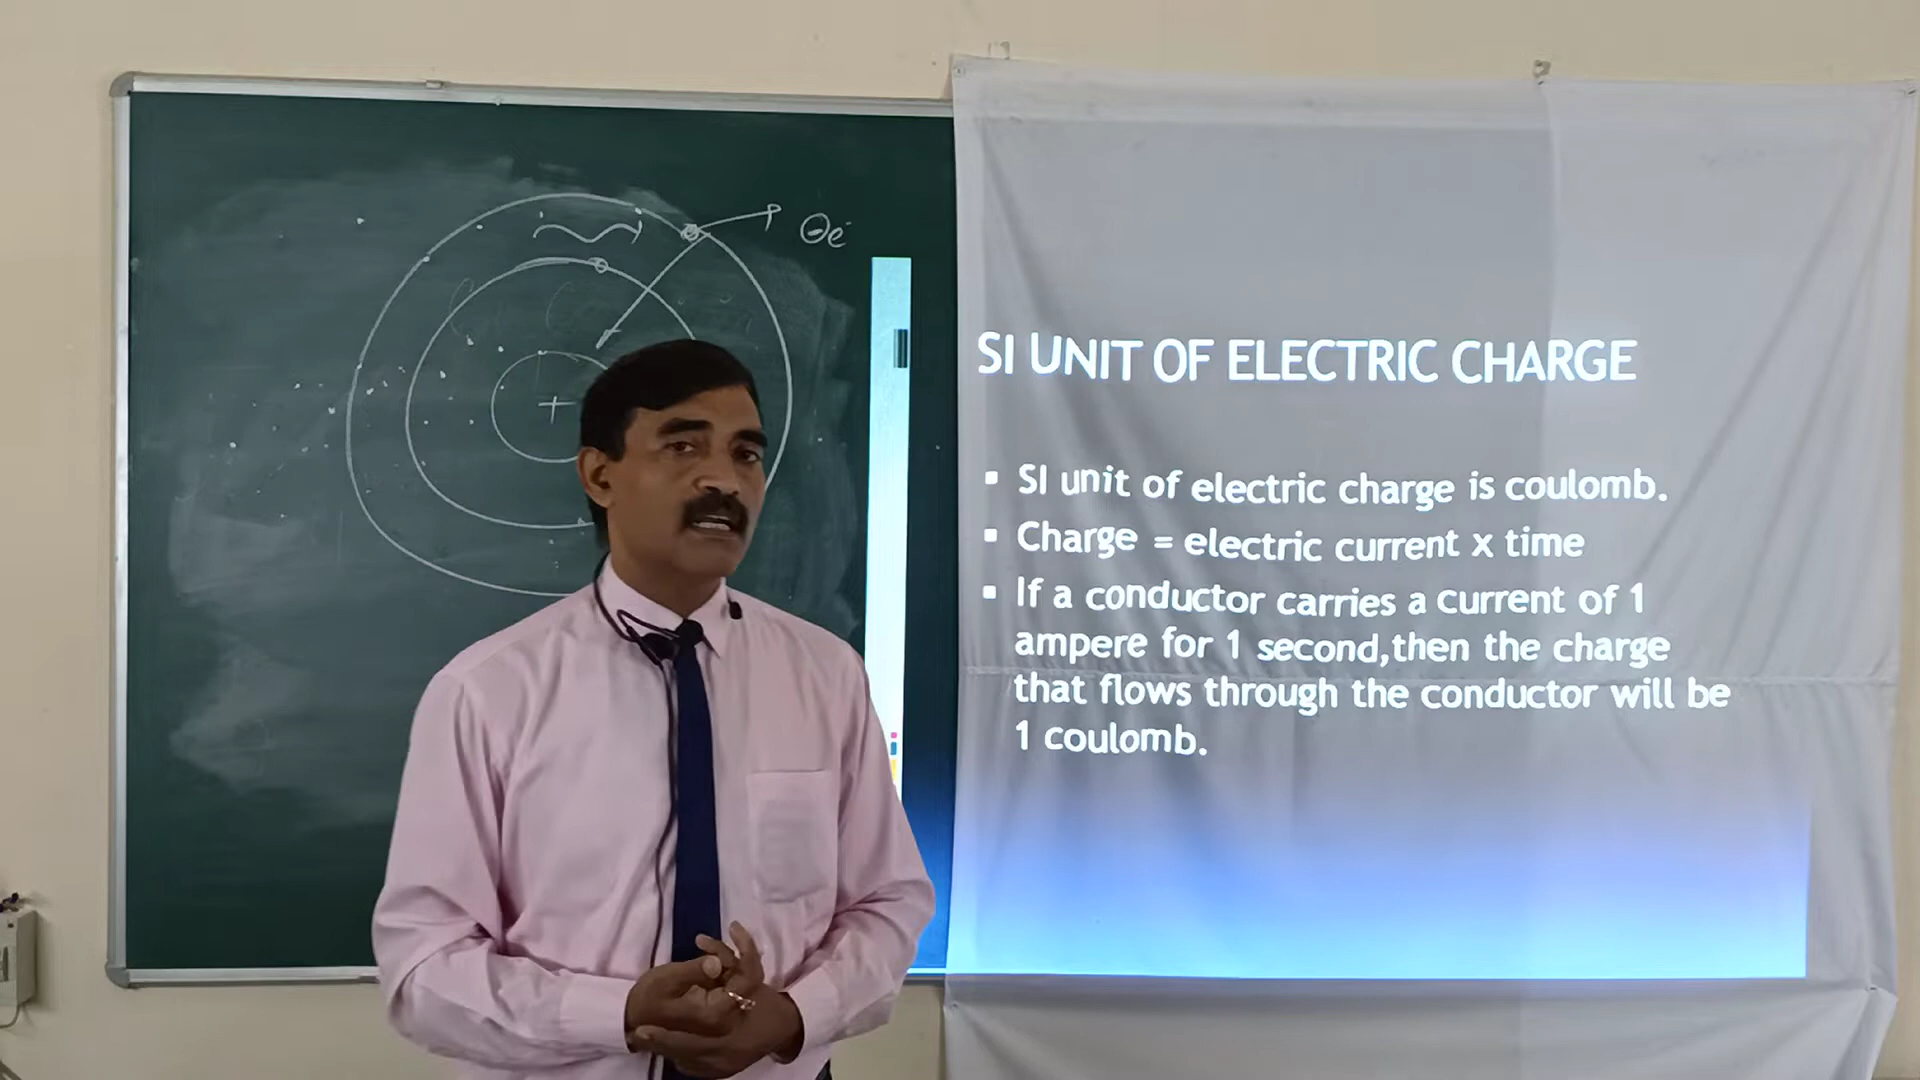 +
⊖e⁻
SI UNIT OF ELECTRIC CHARGE
▪ SI unit of electric charge is coulomb.
▪ Charge = electric current x time
▪ If a conductor carries a current of 1
ampere for 1 second,then the charge
that flows through the conductor will be
1 coulomb.